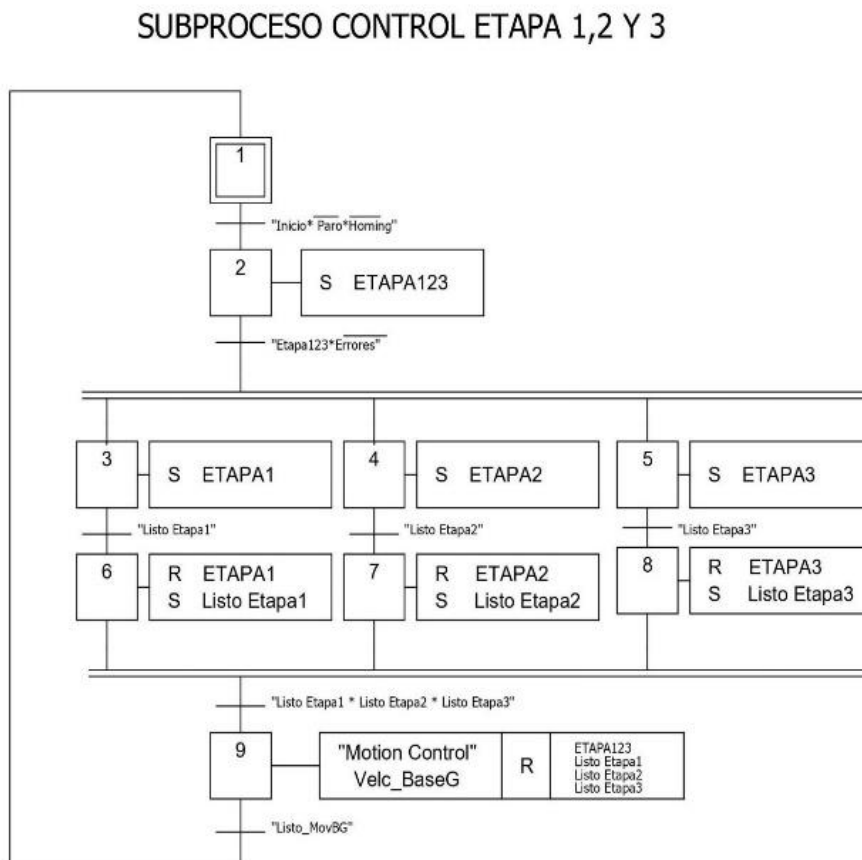 SUBPROCESO CONTROL ETAPA 1,2 Y 3
1
"Inicio* Paro*Homing"
2
S ETAPA123
"Etapa123*Errores"
3
S ETAPA1
4
S ETAPA2
5
S ETAPA3
"Listo Etapa1"
"Listo Etapa2"
"Listo Etapa3"
6
R ETAPA1
S Listo Etapa1
7
R ETAPA2
S Listo Etapa2
8
R ETAPA3
S Listo Etapa3
"Listo Etapa1 * Listo Etapa2 * Listo Etapa3"
9
"Motion Control"
Velc_BaseG
R
ETAPA123
Listo Etapa1
Listo Etapa2
Listo Etapa3
"Listo_MovBG"